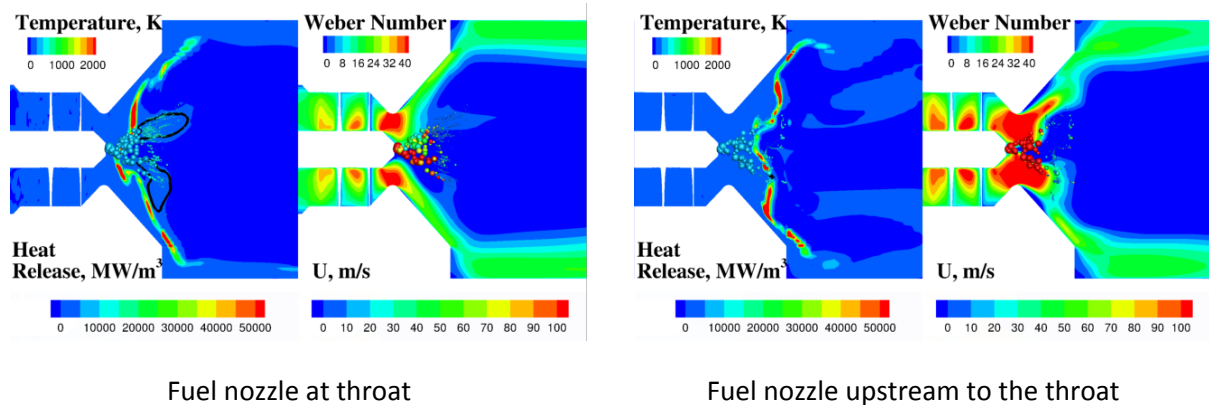 Temperature, K
0 1000 2000
Weber Number
0 8 16 24 32 40
Heat
Release, MW/m³
0 10000 20000 30000 40000 50000
U, m/s
0 10 20 30 40 50 60 70 80 90 100
Fuel nozzle at throat
Temperature, K
0 1000 2000
Weber Number
0 8 16 24 32 40
Heat
Release, MW/m³
0 10000 20000 30000 40000 50000
U, m/s
0 10 20 30 40 50 60 70 80 90 100
Fuel nozzle upstream to the throat